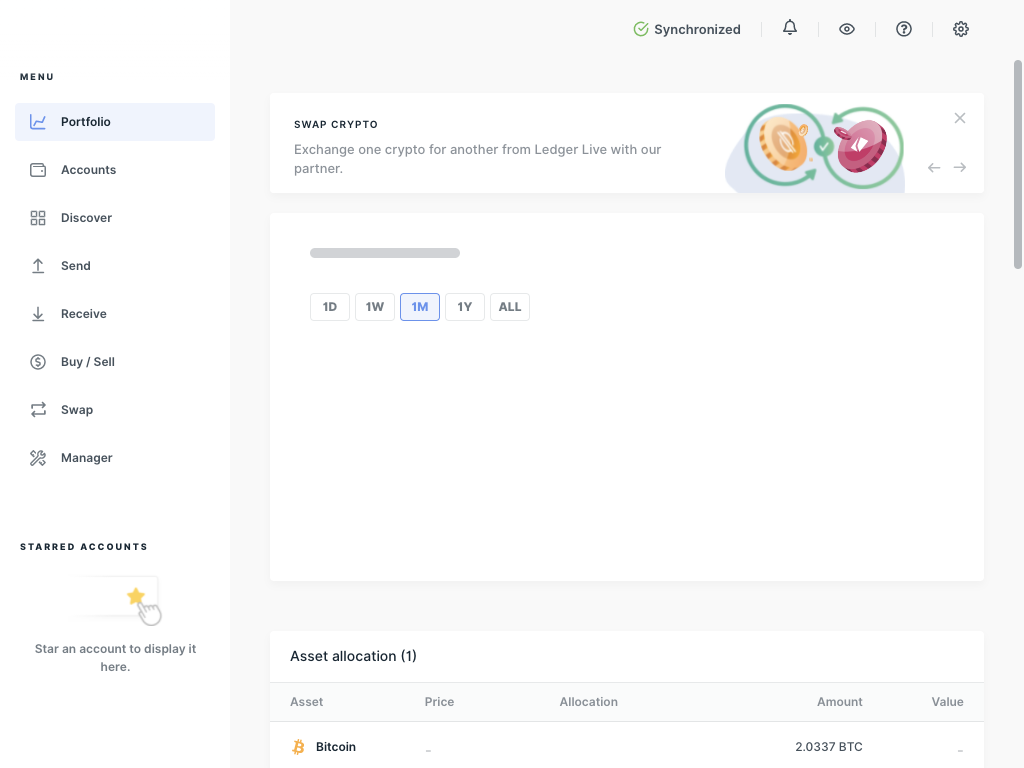 Synchronized
MENU
Portfolio
Accounts
Discover
Send
Receive
Buy / Sell
Swap
Manager
STARRED ACCOUNTS
Star an account to display it
here.
SWAP CRYPTO
Exchange one crypto for another from Ledger Live with our
partner.
1D 1W 1M 1Y ALL
Asset allocation (1)
Asset Price Allocation Amount Value
Bitcoin – 2.0337 BTC –